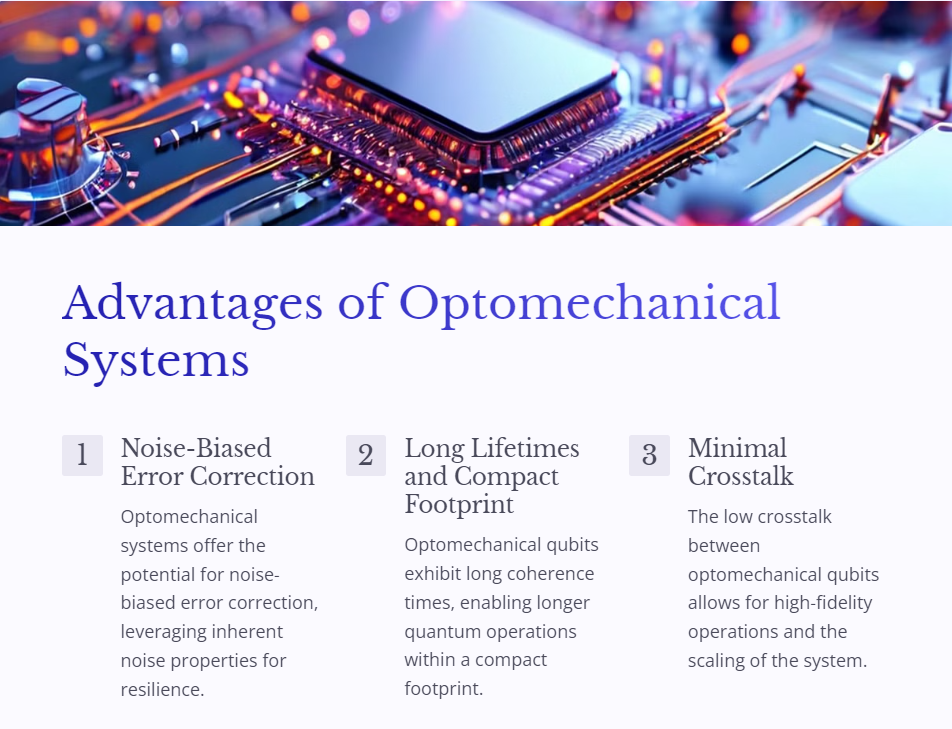 Advantages of Optomechanical
Systems
1
Noise-Biased
Error Correction
Optomechanical
systems offer the
potential for noise-
biased error correction,
leveraging inherent
noise properties for
resilience.
2
Long Lifetimes
and Compact
Footprint
Optomechanical qubits
exhibit long coherence
times, enabling longer
quantum operations
within a compact
footprint.
3
Minimal
Crosstalk
The low crosstalk
between
optomechanical qubits
allows for high-fidelity
operations and the
scaling of the system.